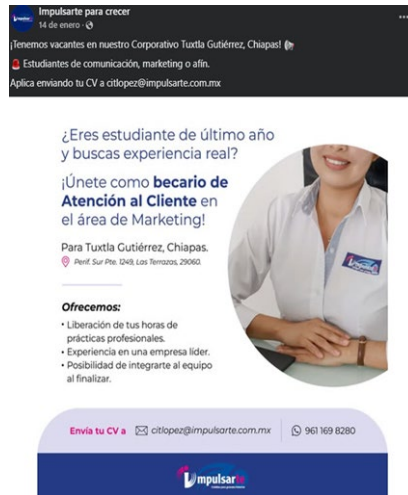 Impulsarte para crecer
14 de enero
¡Tenemos vacantes en nuestro Corporativo Tuxtla Gutiérrez, Chiapas!
Estudiantes de comunicación, marketing o afín.
Aplica enviando tu CV a citlopez@impulsarte.com.mx
¿Eres estudiante de último año
y buscas experiencia real?
¡Únete como becario de
Atención al Cliente en
el área de Marketing!
Para Tuxtla Gutiérrez, Chiapas.
Perif. Sur Pte. 1249, Las Terrazas, 29060.
Ofrecemos:
• Liberación de tus horas de
prácticas profesionales.
• Experiencia en una empresa líder.
• Posibilidad de integrarte al equipo
al finalizar.
Envía tu CV a citlopez@impulsarte.com.mx 961 169 8280
Impulsarte